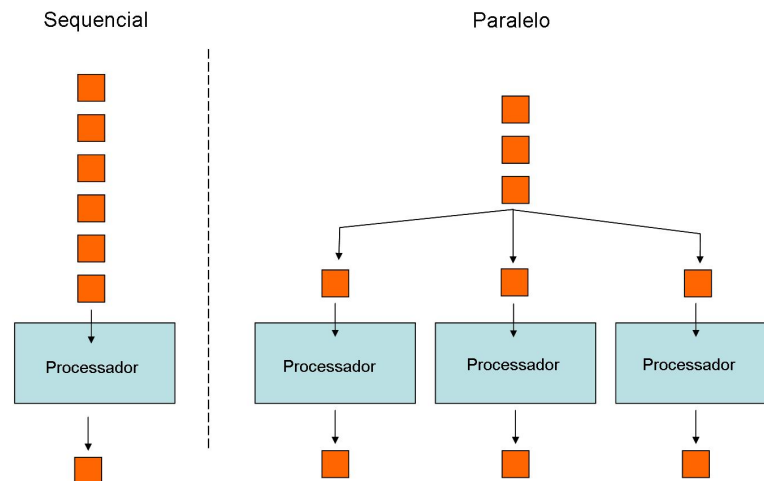 Sequencial
Paralelo
Processador
Processador
Processador
Processador